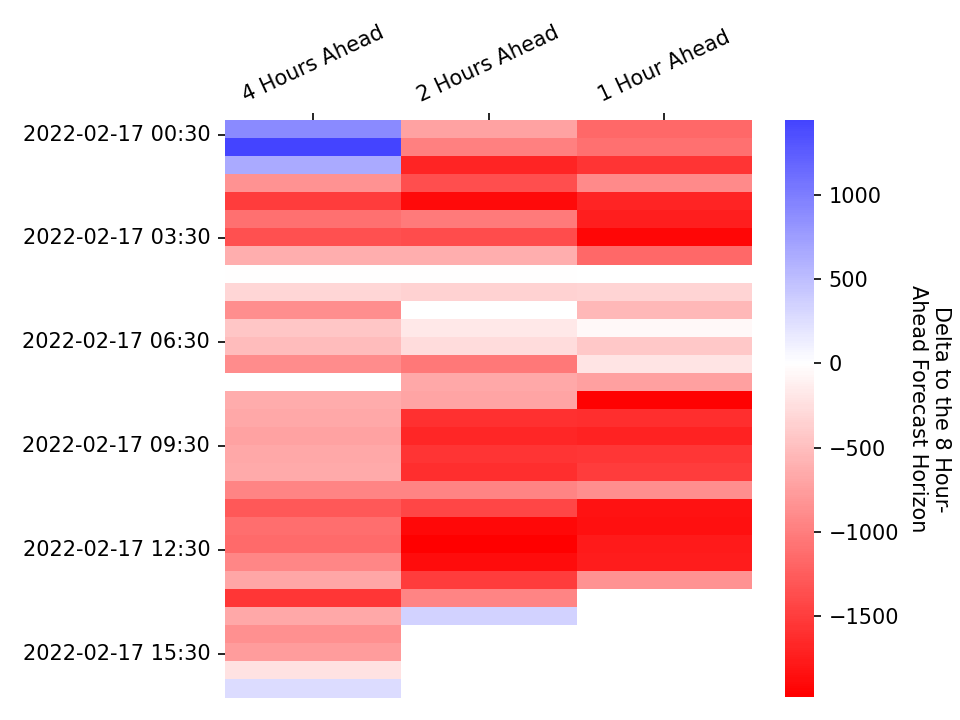 4 Hours Ahead
2 Hours Ahead
1 Hour Ahead
2022-02-17 00:30
2022-02-17 03:30
2022-02-17 06:30
2022-02-17 09:30
2022-02-17 12:30
2022-02-17 15:30
1000
500
0
−500
−1000
−1500
Delta to the 8 Hour-
Ahead Forecast Horizon